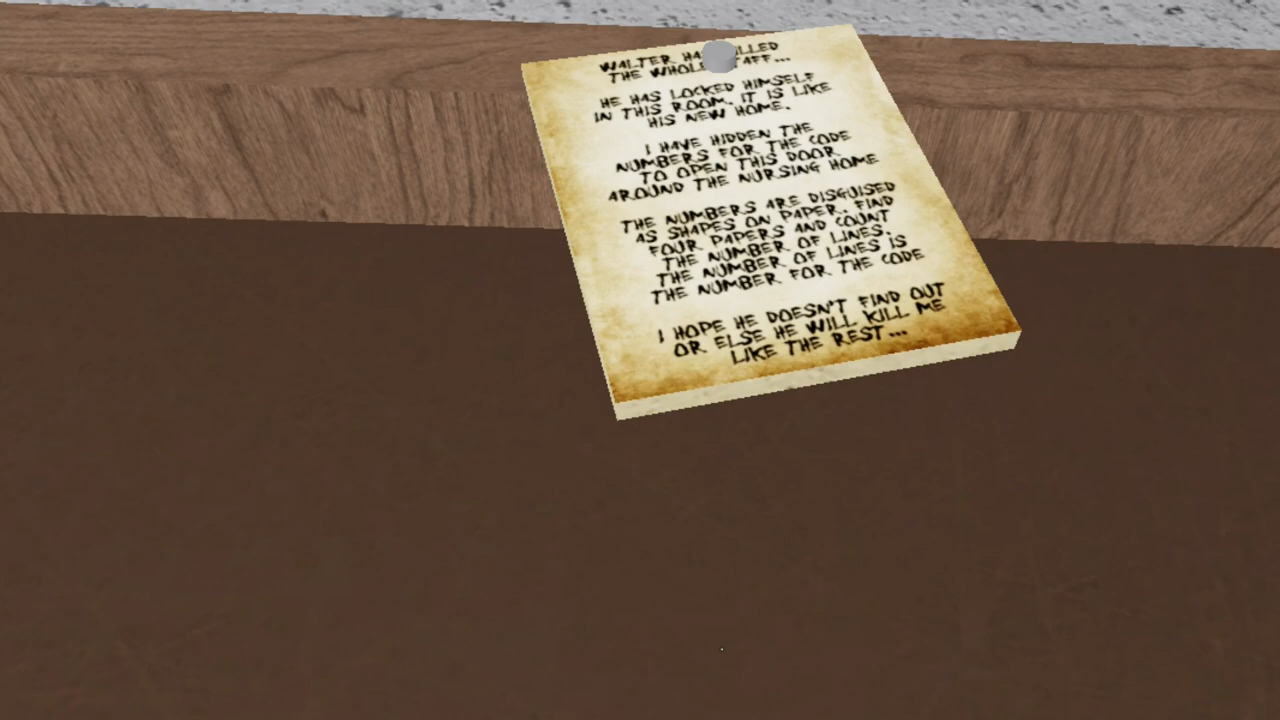 WALTER HAS KILLED
THE WHOLE STAFF...
HE HAS LOCKED HIMSELF
IN THIS ROOM. IT IS LIKE
HIS NEW HOME.
I HAVE HIDDEN THE
NUMBERS FOR THE CODE
TO OPEN THIS DOOR
AROUND THE NURSING HOME
THE NUMBERS ARE DISGUISED
AS SHAPES ON PAPER. FIND
FOUR PAPERS AND COUNT
THE NUMBER OF LINES.
THE NUMBER OF LINES IS
THE NUMBER FOR THE CODE
I HOPE HE DOESN'T FIND OUT
OR ELSE HE WILL KILL ME
LIKE THE REST...